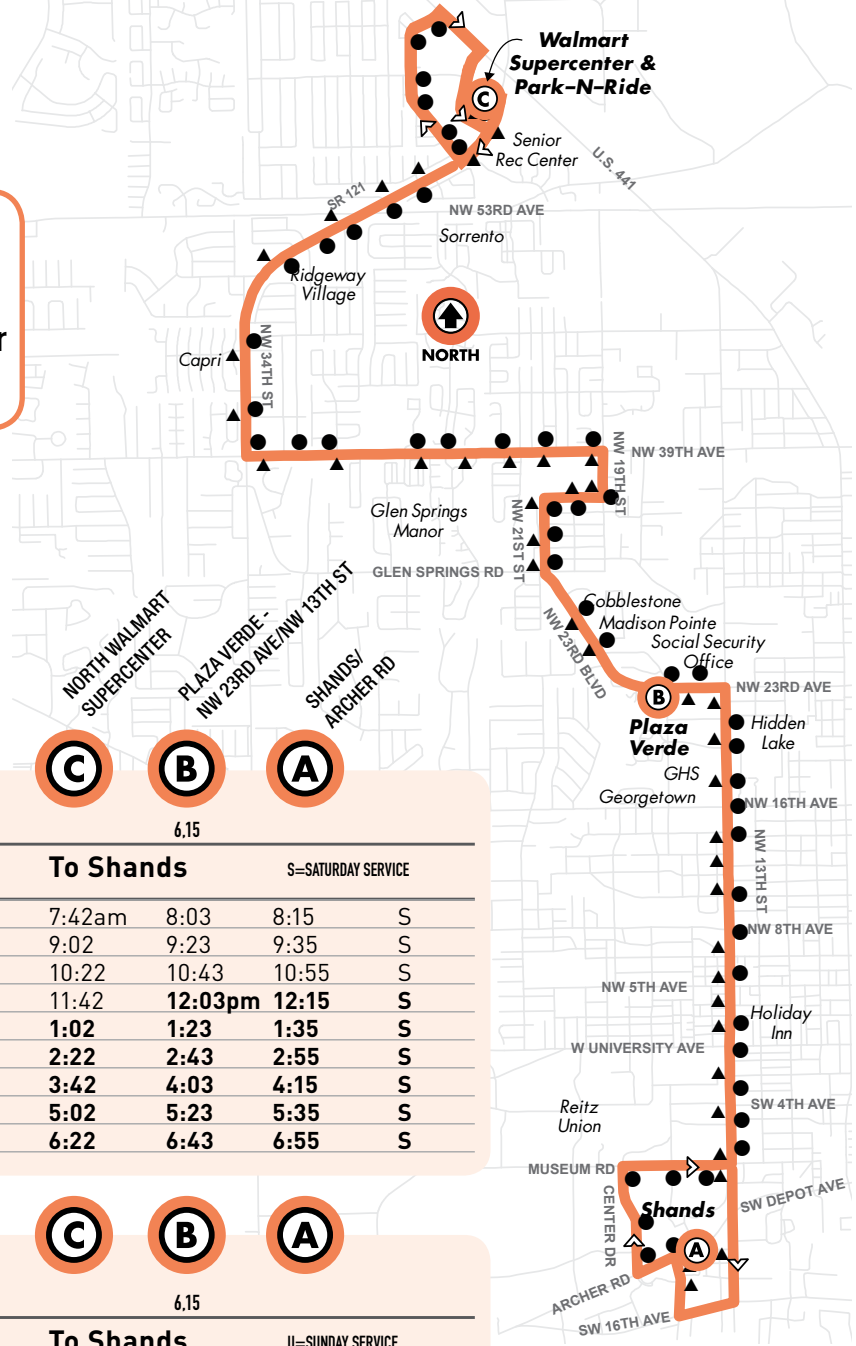 Walmart
Supercenter &
Park–N–Ride
C
Senior
Rec Center
U.S. 441
SR 121
NW 53RD AVE
Sorrento
Ridgeway
Village
r
NORTH
Capri
NW 34TH ST
NW 19TH ST
NW 39TH AVE
Glen Springs
Manor
NW 21ST ST
GLEN SPRINGS RD
Cobblestone
Madison Pointe
Social Security
Office
NW 23RD BLVD
B
NW 23RD AVE
Plaza
Verde
Hidden
Lake
GHS
Georgetown
NW 16TH AVE
NW 13TH ST
NW 8TH AVE
NW 5TH AVE
Holiday
Inn
W UNIVERSITY AVE
Reitz
Union
SW 4TH AVE
MUSEUM RD
CENTER DR
Shands
SW DEPOT AVE
A
ARCHER RD
SW 16TH AVE
NORTH WALMART
SUPERCENTER
PLAZA VERDE -
NW 23RD AVE/NW 13TH ST
SHANDS/
ARCHER RD
C B A
6,15
To Shands S=SATURDAY SERVICE
7:42am 8:03 8:15 S
9:02 9:23 9:35 S
10:22 10:43 10:55 S
11:42 12:03pm 12:15 S
1:02 1:23 1:35 S
2:22 2:43 2:55 S
3:42 4:03 4:15 S
5:02 5:23 5:35 S
6:22 6:43 6:55 S
C B A
6,15
To Shands U=SUNDAY SERVICE